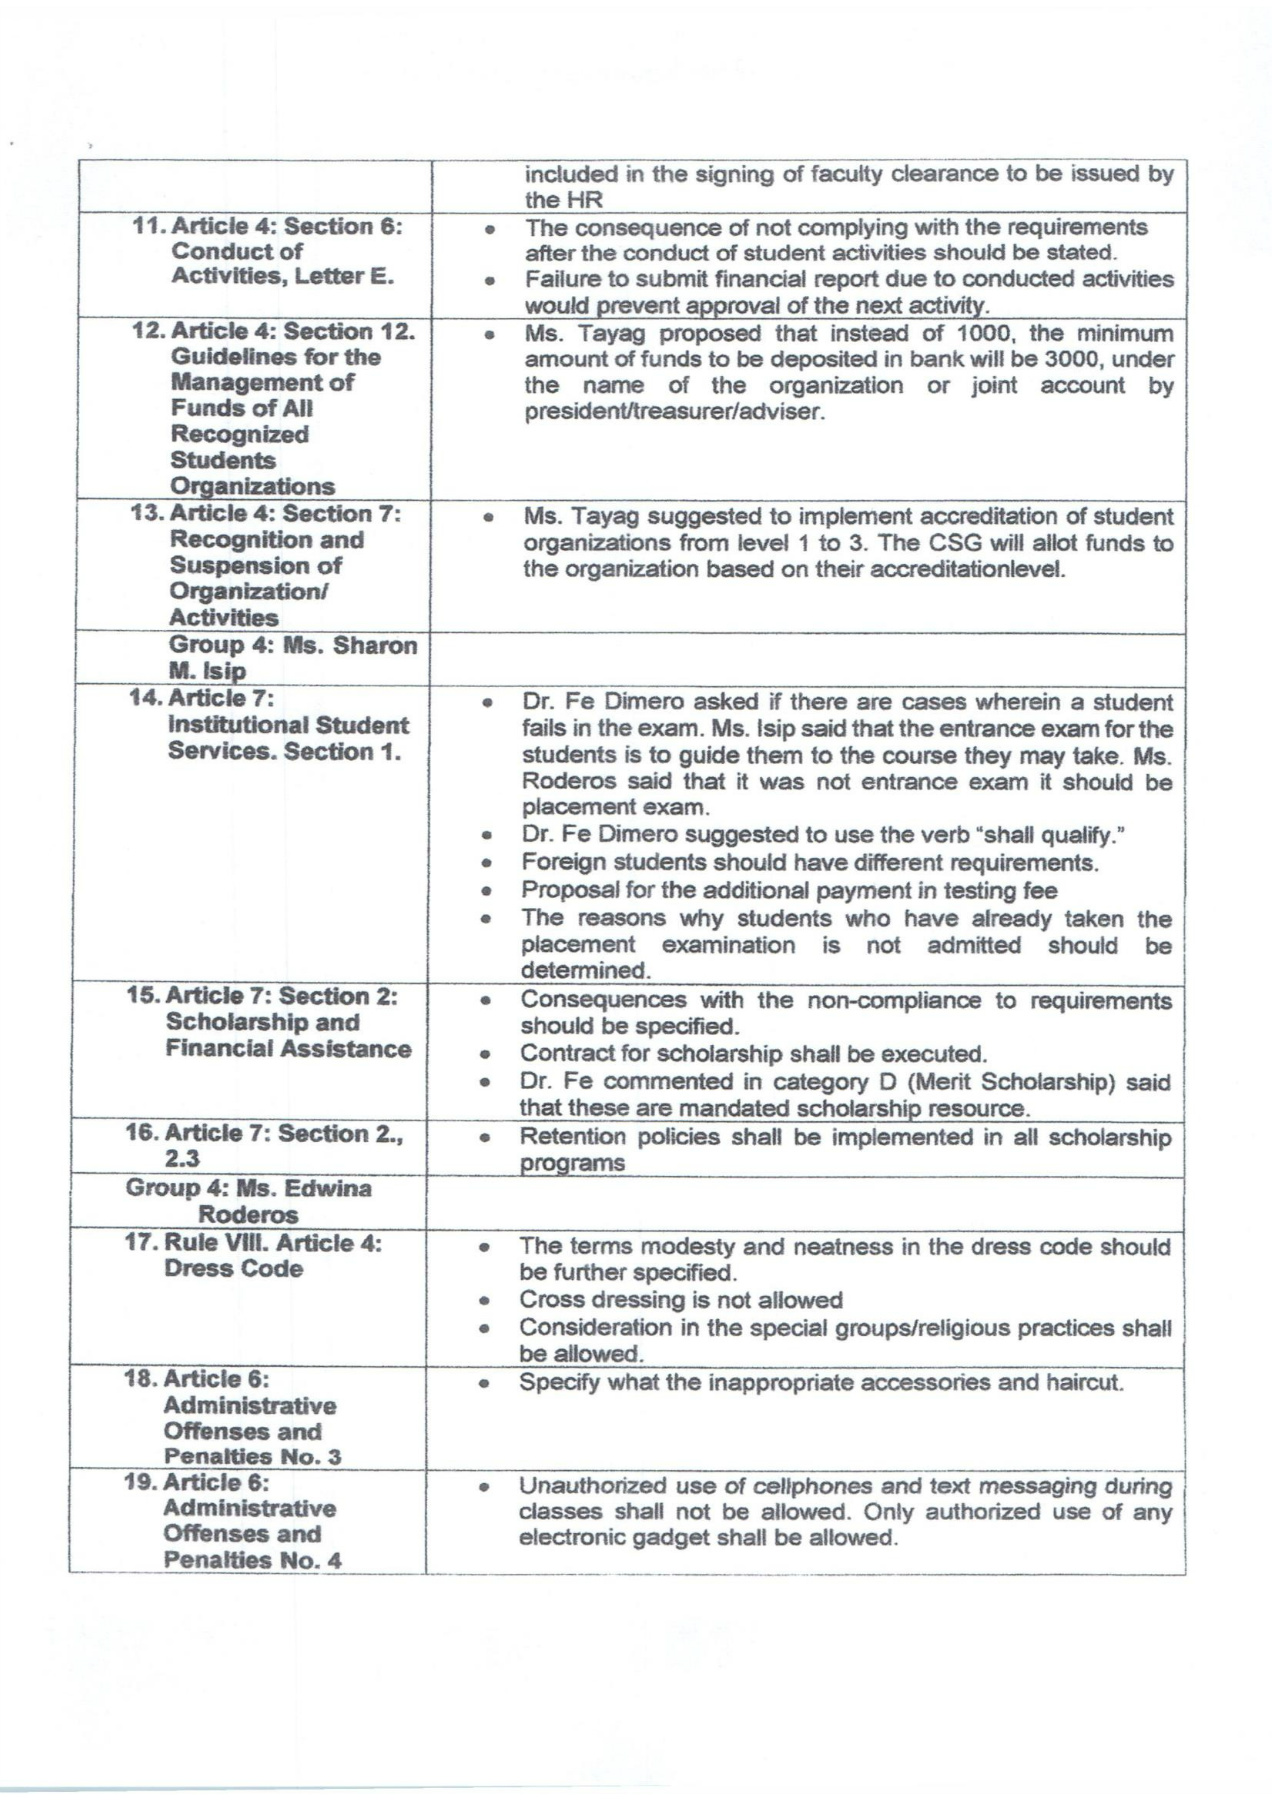 included in the signing of faculty clearance to be issued by
the HR
11. Article 4: Section 6:
Conduct of
Activities, Letter E.
• The consequence of not complying with the requirements
after the conduct of student activities should be stated.
• Failure to submit financial report due to conducted activities
would prevent approval of the next activity.
12. Article 4: Section 12.
Guidelines for the
Management of
Funds of All
Recognized
Students
Organizations
• Ms. Tayag proposed that instead of 1000, the minimum
amount of funds to be deposited in bank will be 3000, under
the name of the organization or joint account by
president/treasurer/adviser.
13. Article 4: Section 7:
Recognition and
Suspension of
Organization/
Activities
• Ms. Tayag suggested to implement accreditation of student
organizations from level 1 to 3. The CSG will allot funds to
the organization based on their accreditationlevel.
Group 4: Ms. Sharon
M. Isip
14. Article 7:
Institutional Student
Services. Section 1.
• Dr. Fe Dimero asked if there are cases wherein a student
fails in the exam. Ms. Isip said that the entrance exam for the
students is to guide them to the course they may take. Ms.
Roderos said that it was not entrance exam it should be
placement exam.
• Dr. Fe Dimero suggested to use the verb "shall qualify."
• Foreign students should have different requirements.
• Proposal for the additional payment in testing fee
• The reasons why students who have already taken the
placement examination is not admitted should be
determined.
15. Article 7: Section 2:
Scholarship and
Financial Assistance
• Consequences with the non-compliance to requirements
should be specified.
• Contract for scholarship shall be executed.
• Dr. Fe commented in category D (Merit Scholarship) said
that these are mandated scholarship resource.
16. Article 7: Section 2.,
2.3
• Retention policies shall be implemented in all scholarship
programs
Group 4: Ms. Edwina
Roderos
17. Rule VIII. Article 4:
Dress Code
• The terms modesty and neatness in the dress code should
be further specified.
• Cross dressing is not allowed
• Consideration in the special groups/religious practices shall
be allowed.
18. Article 6:
Administrative
Offenses and
Penalties No. 3
• Specify what the inappropriate accessories and haircut.
19. Article 6:
Administrative
Offenses and
Penalties No. 4
• Unauthorized use of cellphones and text messaging during
classes shall not be allowed. Only authorized use of any
electronic gadget shall be allowed.